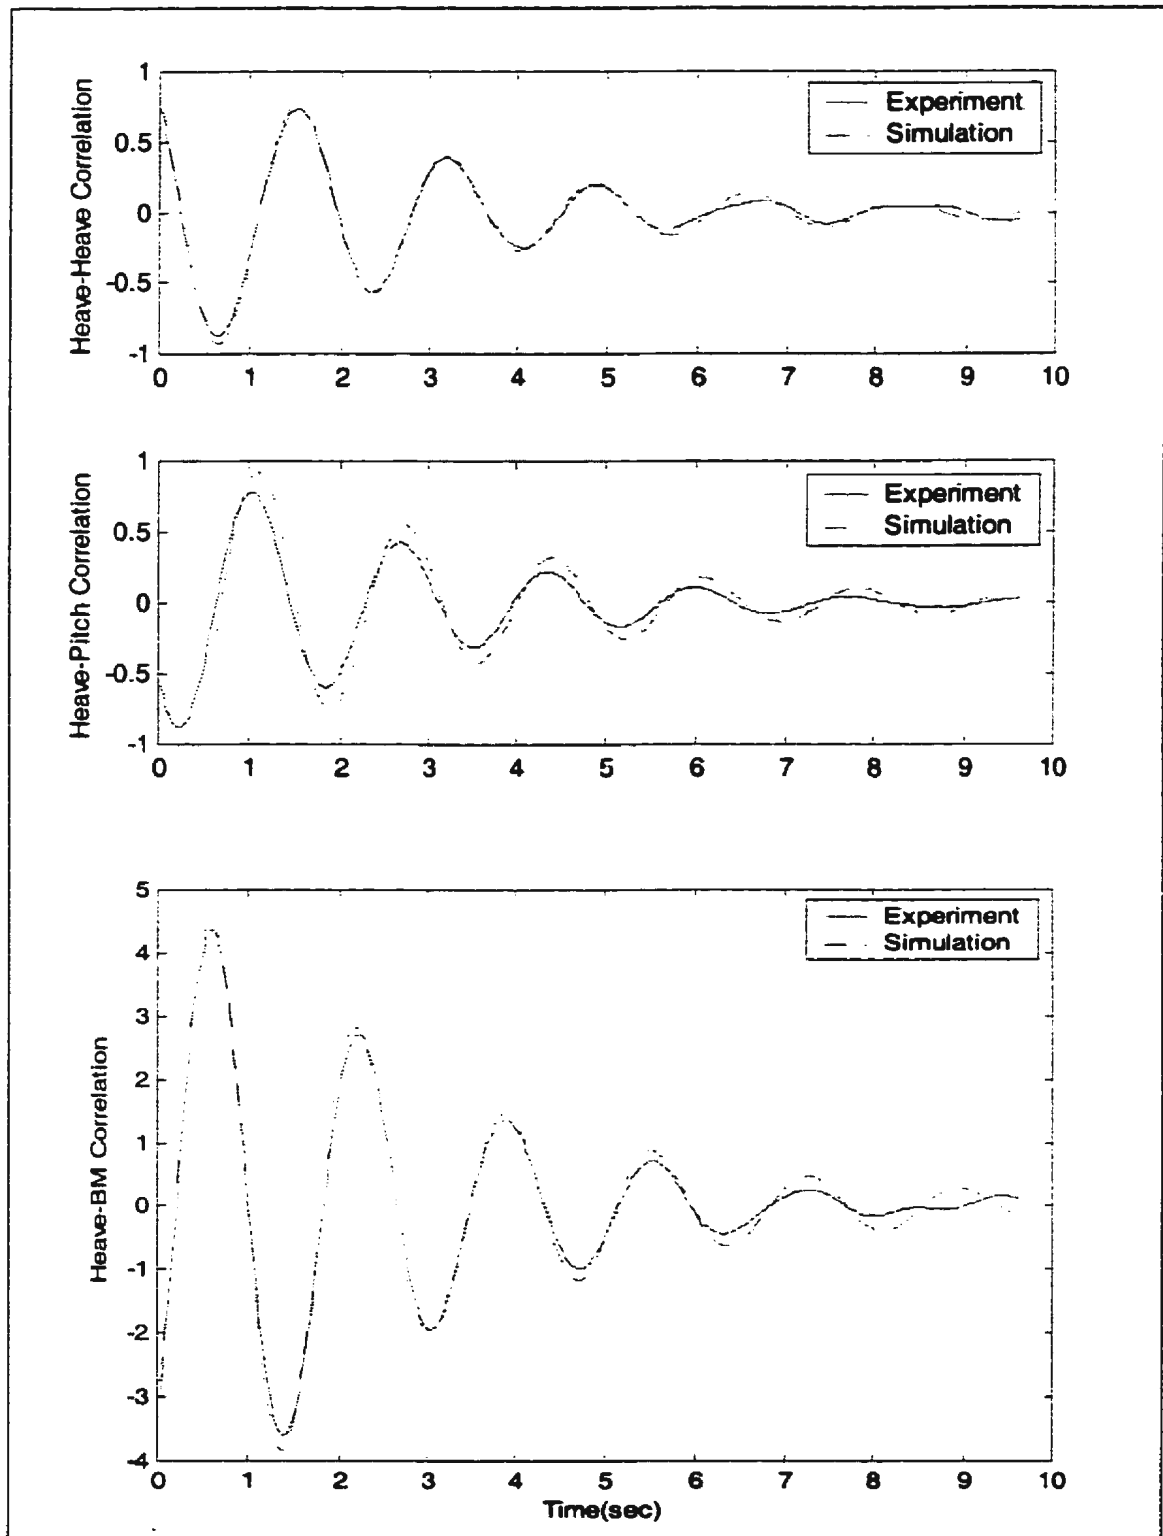 Heave-Heave Correlation
1
0.5
0
-0.5
-1
Experiment
Simulation
0 1 2 3 4 5 6 7 8 9 10
Heave-Pitch Correlation
1
0.5
0
-0.5
-1
Experiment
Simulation
0 1 2 3 4 5 6 7 8 9 10
Heave-BM Correlation
5
4
3
2
1
0
-1
-2
-3
-4
Experiment
Simulation
0 1 2 3 4 5 6 7 8 9 10
Time(sec)